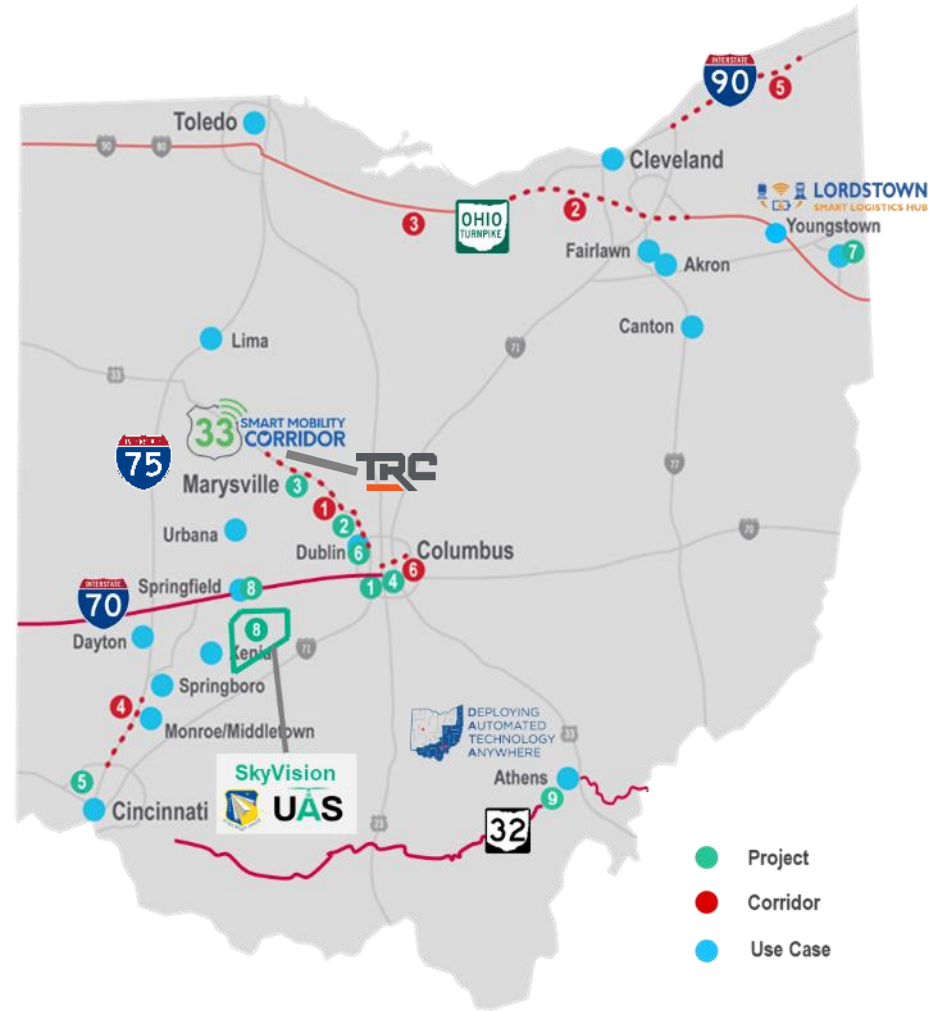 INTERSTATE
90
5
Toledo
90
80
Cleveland
LORDSTOWN
SMART LOGISTICS HUB
2
3
OHIO
TURNPIKE
Youngstown
7
Fairlawn
Akron
Canton
Lima
71
33
33
SMART MOBILITY
CORRIDOR
INTERSTATE
75
TRC
77
Marysville
3
1
2
Urbana
Dublin
6
Columbus
70
6
INTERSTATE
70
Springfield
8
1
4
8
Dayton
Xenia
71
Springboro
4
Monroe/Middletown
DEPLOYING
AUTOMATED
TECHNOLOGY
ANYWHERE
33
SkyVision
UAS
5
Cincinnati
Athens
9
23
32
Project
Corridor
Use Case